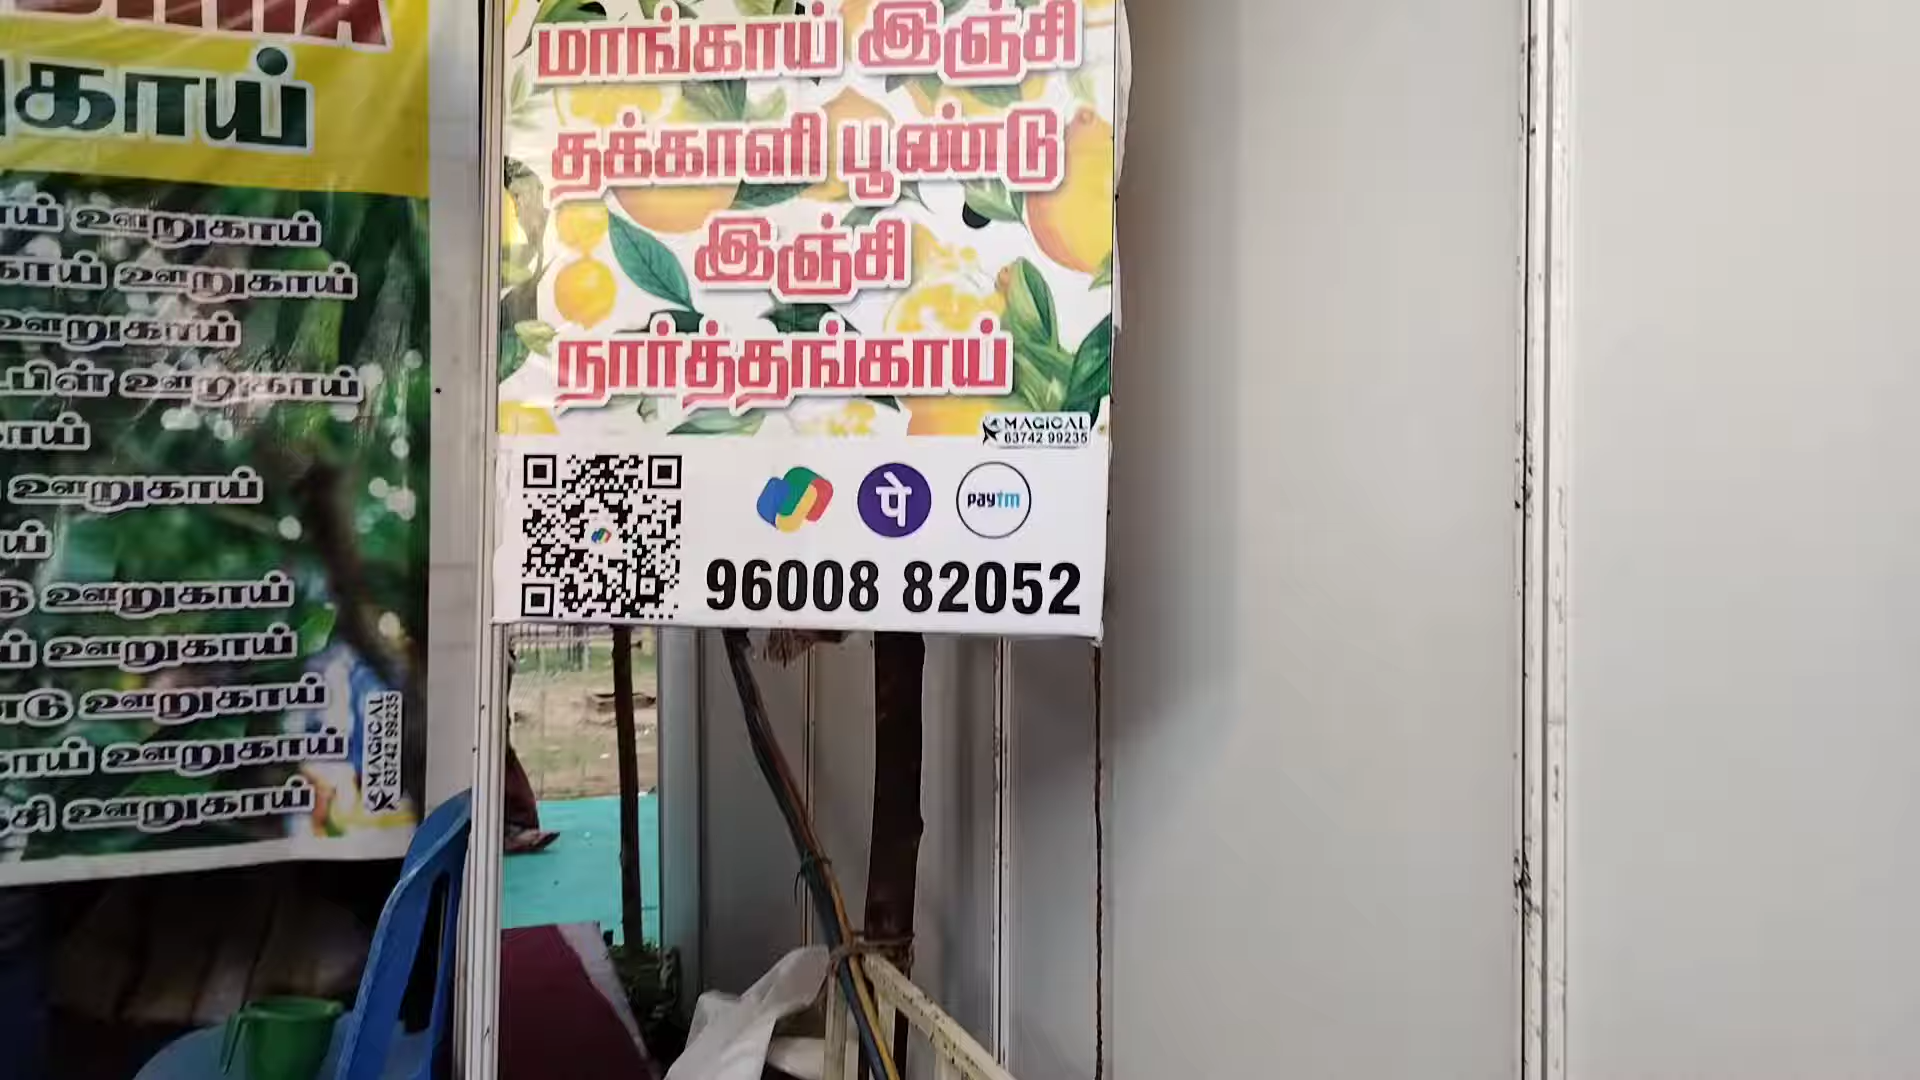 ஊறுகாய்
ஊறுகாய்
ஊறுகாய்
ஊறுகாய்
ஊறுகாய்
ஊறுகாய்
ஊறுகாய்
ஊறுகாய்
ஊறுகாய்
ஊறுகாய்
MAGICAL
63742 99235
மாங்காய் இஞ்சி
தக்காளி பூண்டு
இஞ்சி
நார்த்தங்காய்
MAGICAL
63742 99235
பே
paytm
96008 82052